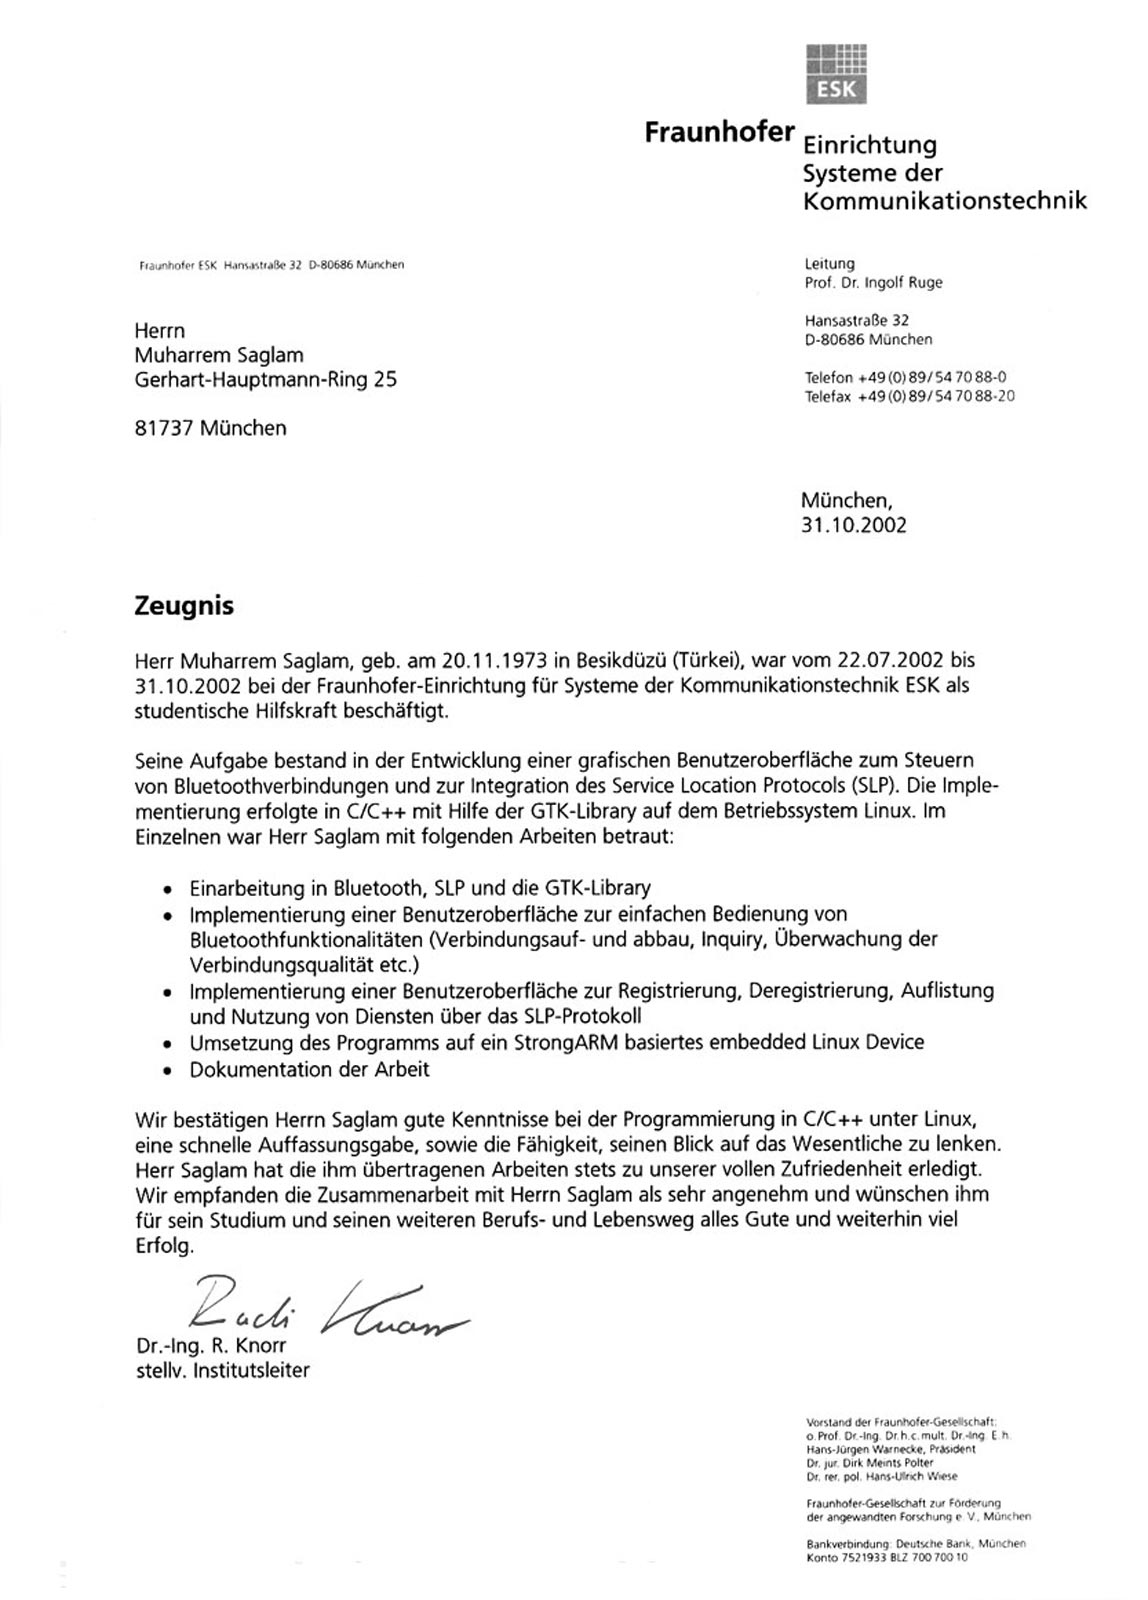 ESK
Fraunhofer
Einrichtung
Systeme der
Kommunikationstechnik
Fraunhofer ESK Hansastraße 32 D-80686 München
Leitung
Prof. Dr. Ingolf Ruge
Hansastraße 32
D-80686 München
Telefon +49(0)89/547088-0
Telefax +49(0)89/547088-20
Herrn
Muharrem Saglam
Gerhart-Hauptmann-Ring 25
81737 München
München,
31.10.2002
Zeugnis
Herr Muharrem Saglam, geb. am 20.11.1973 in Besikdüzü (Türkei), war vom 22.07.2002 bis
31.10.2002 bei der Fraunhofer-Einrichtung für Systeme der Kommunikationstechnik ESK als
studentische Hilfskraft beschäftigt.
Seine Aufgabe bestand in der Entwicklung einer grafischen Benutzeroberfläche zum Steuern
von Bluetoothverbindungen und zur Integration des Service Location Protocols (SLP). Die Imple-
mentierung erfolgte in C/C++ mit Hilfe der GTK-Library auf dem Betriebssystem Linux. Im
Einzelnen war Herr Saglam mit folgenden Arbeiten betraut:
• Einarbeitung in Bluetooth, SLP und die GTK-Library
• Implementierung einer Benutzeroberfläche zur einfachen Bedienung von
Bluetoothfunktionalitäten (Verbindungsauf- und abbau, Inquiry, Überwachung der
Verbindungsqualität etc.)
• Implementierung einer Benutzeroberfläche zur Registrierung, Deregistrierung, Auflistung
und Nutzung von Diensten über das SLP-Protokoll
• Umsetzung des Programms auf ein StrongARM basiertes embedded Linux Device
• Dokumentation der Arbeit
Wir bestätigen Herrn Saglam gute Kenntnisse bei der Programmierung in C/C++ unter Linux,
eine schnelle Auffassungsgabe, sowie die Fähigkeit, seinen Blick auf das Wesentliche zu lenken.
Herr Saglam hat die ihm übertragenen Arbeiten stets zu unserer vollen Zufriedenheit erledigt.
Wir empfanden die Zusammenarbeit mit Herrn Saglam als sehr angenehm und wünschen ihm
für sein Studium und seinen weiteren Berufs- und Lebensweg alles Gute und weiterhin viel
Erfolg.
Rudi Knorr
Dr.-Ing. R. Knorr
stellv. Institutsleiter
Vorstand der Fraunhofer-Gesellschaft:
o.Prof. Dr.-Ing. Dr.h.c.mult. Dr.-Ing. E.h.
Hans-Jürgen Warnecke, Präsident
Dr. jur. Dirk Meints Polter
Dr. rer. pol. Hans-Ulrich Wiese
Fraunhofer-Gesellschaft zur Förderung
der angewandten Forschung e.V., München
Bankverbindung: Deutsche Bank, München
Konto 7521933 BLZ 700 700 10